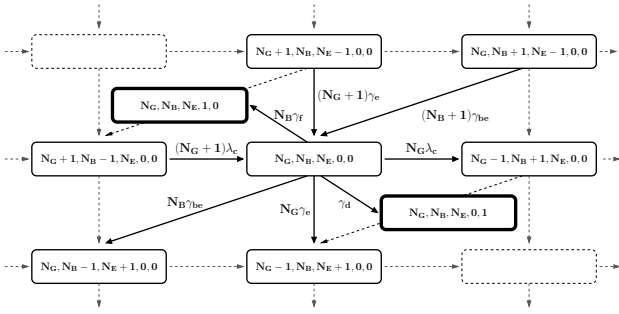 N_G + 1, N_B, N_E − 1, 0, 0
N_G, N_B + 1, N_E − 1, 0, 0
N_G, N_B, N_E, 1, 0
(N_G + 1)γ_e
N_Bγ_f
(N_B + 1)γ_be
N_G + 1, N_B − 1, N_E, 0, 0
(N_G + 1)λ_c
N_G, N_B, N_E, 0, 0
N_Gλ_c
N_G − 1, N_B + 1, N_E, 0, 0
N_Bγ_be
N_Gγ_e
γ_d
N_G, N_B, N_E, 0, 1
N_G, N_B − 1, N_E + 1, 0, 0
N_G − 1, N_B, N_E + 1, 0, 0